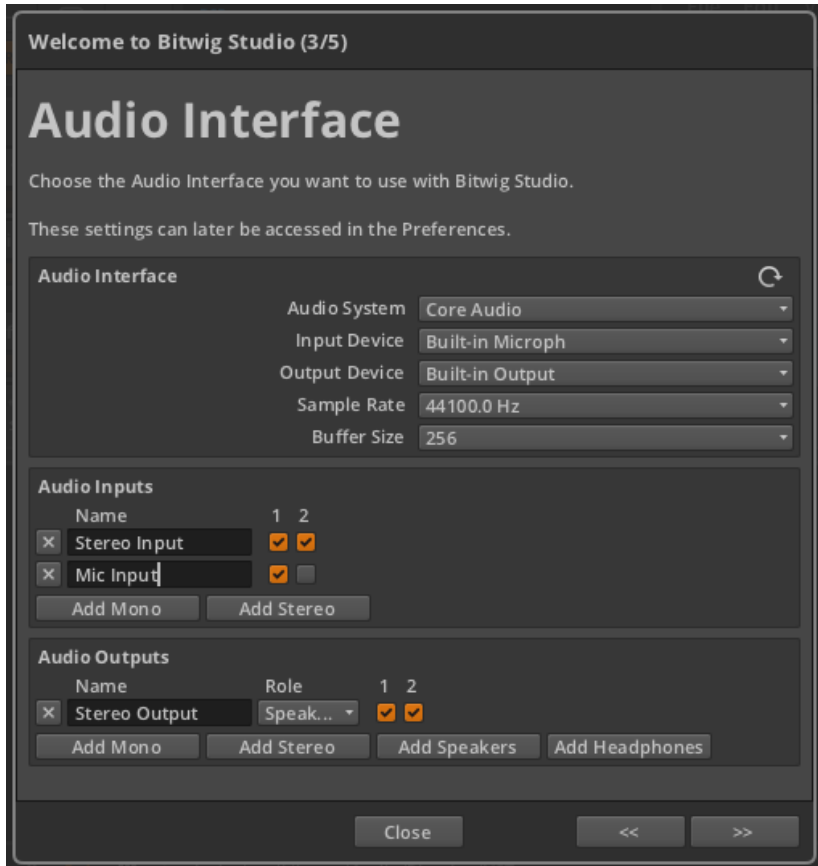 Welcome to Bitwig Studio (3/5)
Audio Interface
Choose the Audio Interface you want to use with Bitwig Studio.
These settings can later be accessed in the Preferences.
Audio Interface
Audio System Core Audio
Input Device Built-in Microph
Output Device Built-in Output
Sample Rate 44100.0 Hz
Buffer Size 256
Audio Inputs
Name 1 2
Stereo Input
Mic Input
Add Mono Add Stereo
Audio Outputs
Name Role 1 2
Stereo Output Speak...
Add Mono Add Stereo Add Speakers Add Headphones
Close << >>